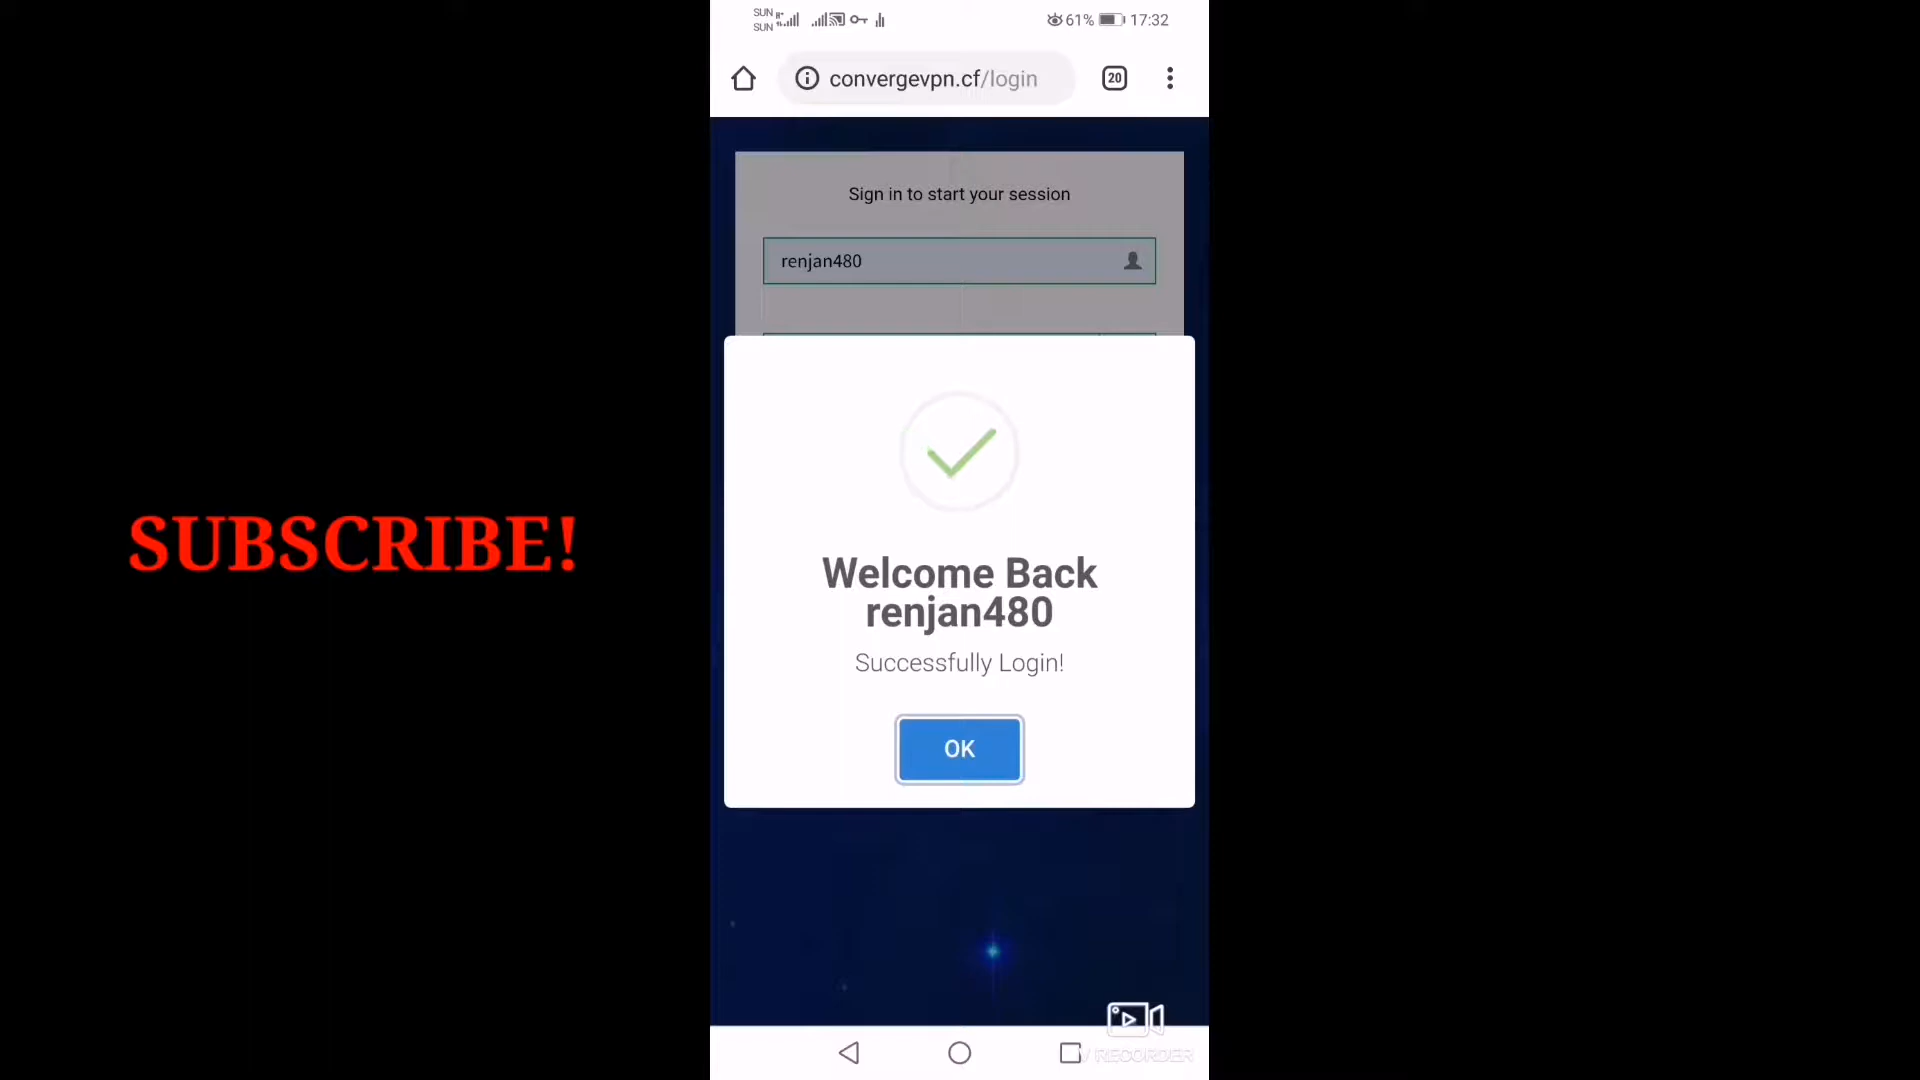 SUN
SUN
61% 17:32
convergevpn.cf/login
20
Sign in to start your session
renjan480
SUBSCRIBE!
Welcome Back
renjan480
Successfully Login!
OK
V RECORDER